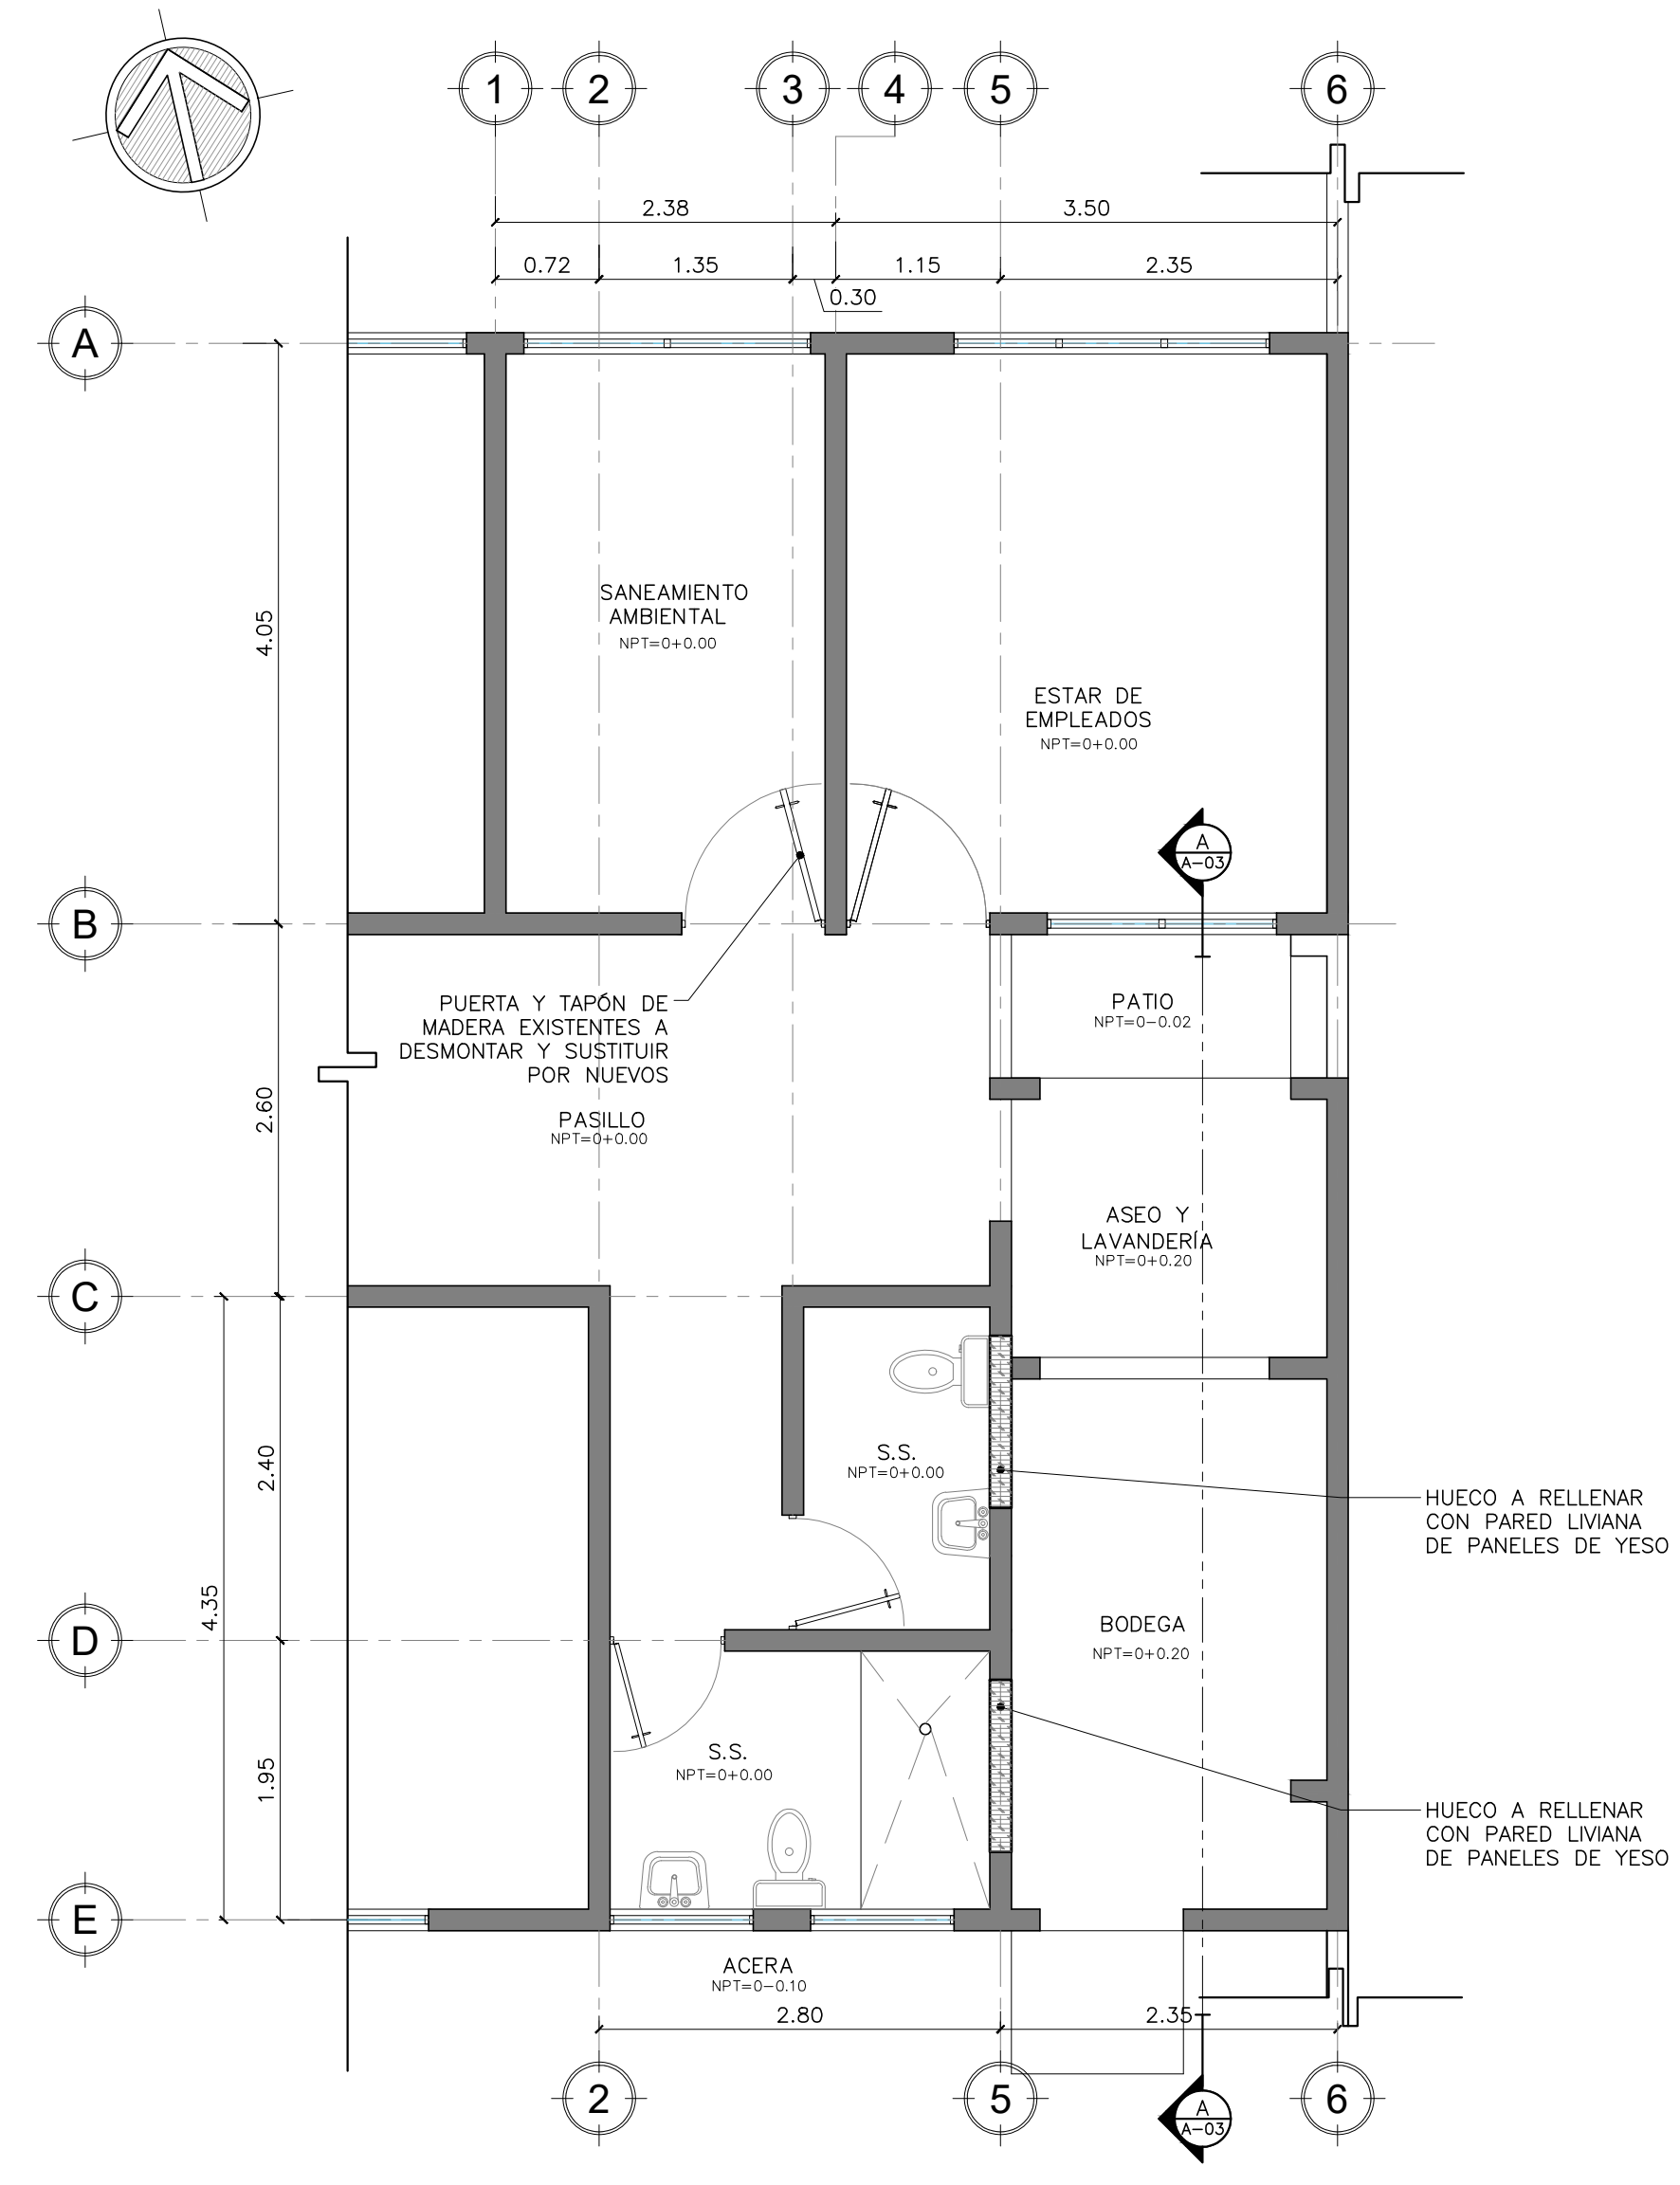 1
2
3
4
5
6
2.38
3.50
0.72
1.35
1.15
2.35
0.30
A
4.05
SANEAMIENTO
AMBIENTAL
NPT=0+0.00
ESTAR DE
EMPLEADOS
NPT=0+0.00
A
A-03
B
PUERTA Y TAPÓN DE
MADERA EXISTENTES A
DESMONTAR Y SUSTITUIR
POR NUEVOS
PATIO
NPT=0-0.02
2.60
PASILLO
NPT=0+0.00
ASEO Y
LAVANDERÍA
NPT=0+0.20
C
2.40
S.S.
NPT=0+0.00
HUECO A RELLENAR
CON PARED LIVIANA
DE PANELES DE YESO
4.35
D
BODEGA
NPT=0+0.20
1.95
S.S.
NPT=0+0.00
HUECO A RELLENAR
CON PARED LIVIANA
DE PANELES DE YESO
E
ACERA
NPT=0-0.10
2.80
2.35
2
5
6
A
A-03